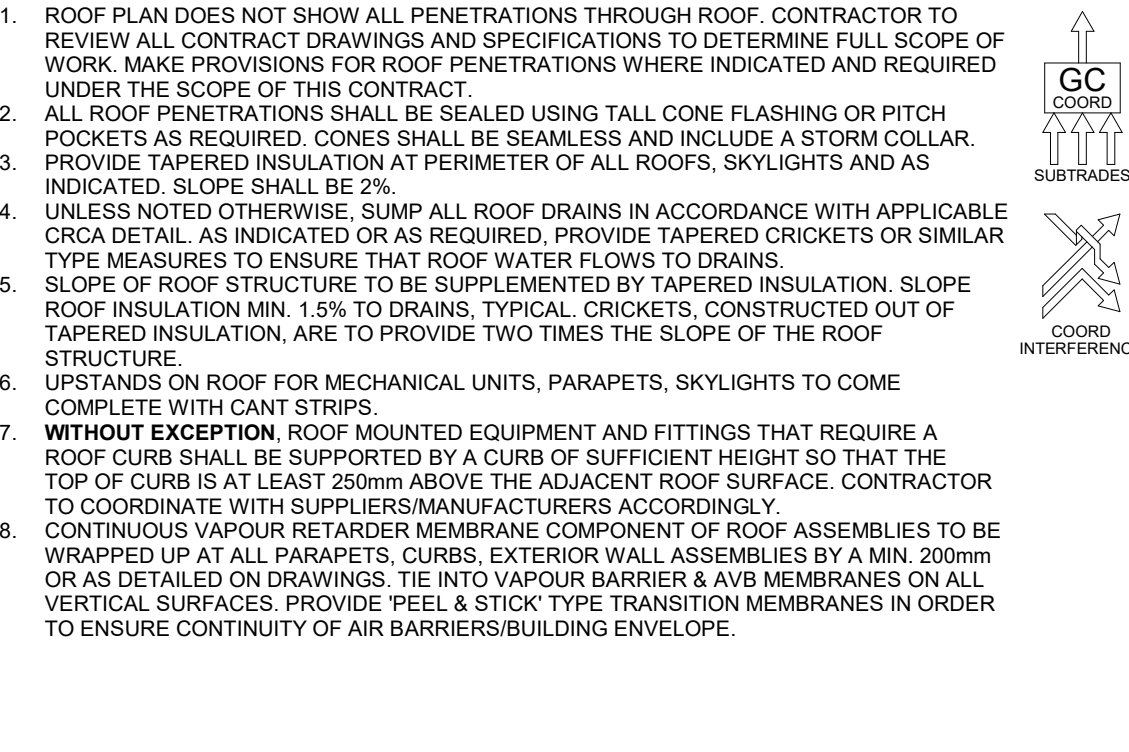 1. ROOF PLAN DOES NOT SHOW ALL PENETRATIONS THROUGH ROOF. CONTRACTOR TO
REVIEW ALL CONTRACT DRAWINGS AND SPECIFICATIONS TO DETERMINE FULL SCOPE OF
WORK. MAKE PROVISIONS FOR ROOF PENETRATIONS WHERE INDICATED AND REQUIRED
UNDER THE SCOPE OF THIS CONTRACT.
2. ALL ROOF PENETRATIONS SHALL BE SEALED USING TALL CONE FLASHING OR PITCH
POCKETS AS REQUIRED. CONES SHALL BE SEAMLESS AND INCLUDE A STORM COLLAR.
3. PROVIDE TAPERED INSULATION AT PERIMETER OF ALL ROOFS, SKYLIGHTS AND AS
INDICATED. SLOPE SHALL BE 2%.
4. UNLESS NOTED OTHERWISE, SUMP ALL ROOF DRAINS IN ACCORDANCE WITH APPLICABLE
CRCA DETAIL. AS INDICATED OR AS REQUIRED, PROVIDE TAPERED CRICKETS OR SIMILAR
TYPE MEASURES TO ENSURE THAT ROOF WATER FLOWS TO DRAINS.
5. SLOPE OF ROOF STRUCTURE TO BE SUPPLEMENTED BY TAPERED INSULATION. SLOPE
ROOF INSULATION MIN. 1.5% TO DRAINS, TYPICAL. CRICKETS, CONSTRUCTED OUT OF
TAPERED INSULATION, ARE TO PROVIDE TWO TIMES THE SLOPE OF THE ROOF
STRUCTURE.
6. UPSTANDS ON ROOF FOR MECHANICAL UNITS, PARAPETS, SKYLIGHTS TO COME
COMPLETE WITH CANT STRIPS.
7. WITHOUT EXCEPTION, ROOF MOUNTED EQUIPMENT AND FITTINGS THAT REQUIRE A
ROOF CURB SHALL BE SUPPORTED BY A CURB OF SUFFICIENT HEIGHT SO THAT THE
TOP OF CURB IS AT LEAST 250mm ABOVE THE ADJACENT ROOF SURFACE. CONTRACTOR
TO COORDINATE WITH SUPPLIERS/MANUFACTURERS ACCORDINGLY.
8. CONTINUOUS VAPOUR RETARDER MEMBRANE COMPONENT OF ROOF ASSEMBLIES TO BE
WRAPPED UP AT ALL PARAPETS, CURBS, EXTERIOR WALL ASSEMBLIES BY A MIN. 200mm
OR AS DETAILED ON DRAWINGS. TIE INTO VAPOUR BARRIER & AVB MEMBRANES ON ALL
VERTICAL SURFACES. PROVIDE 'PEEL & STICK' TYPE TRANSITION MEMBRANES IN ORDER
TO ENSURE CONTINUITY OF AIR BARRIERS/BUILDING ENVELOPE.
GC
COORD
SUBTRADES
COORD
INTERFERENC